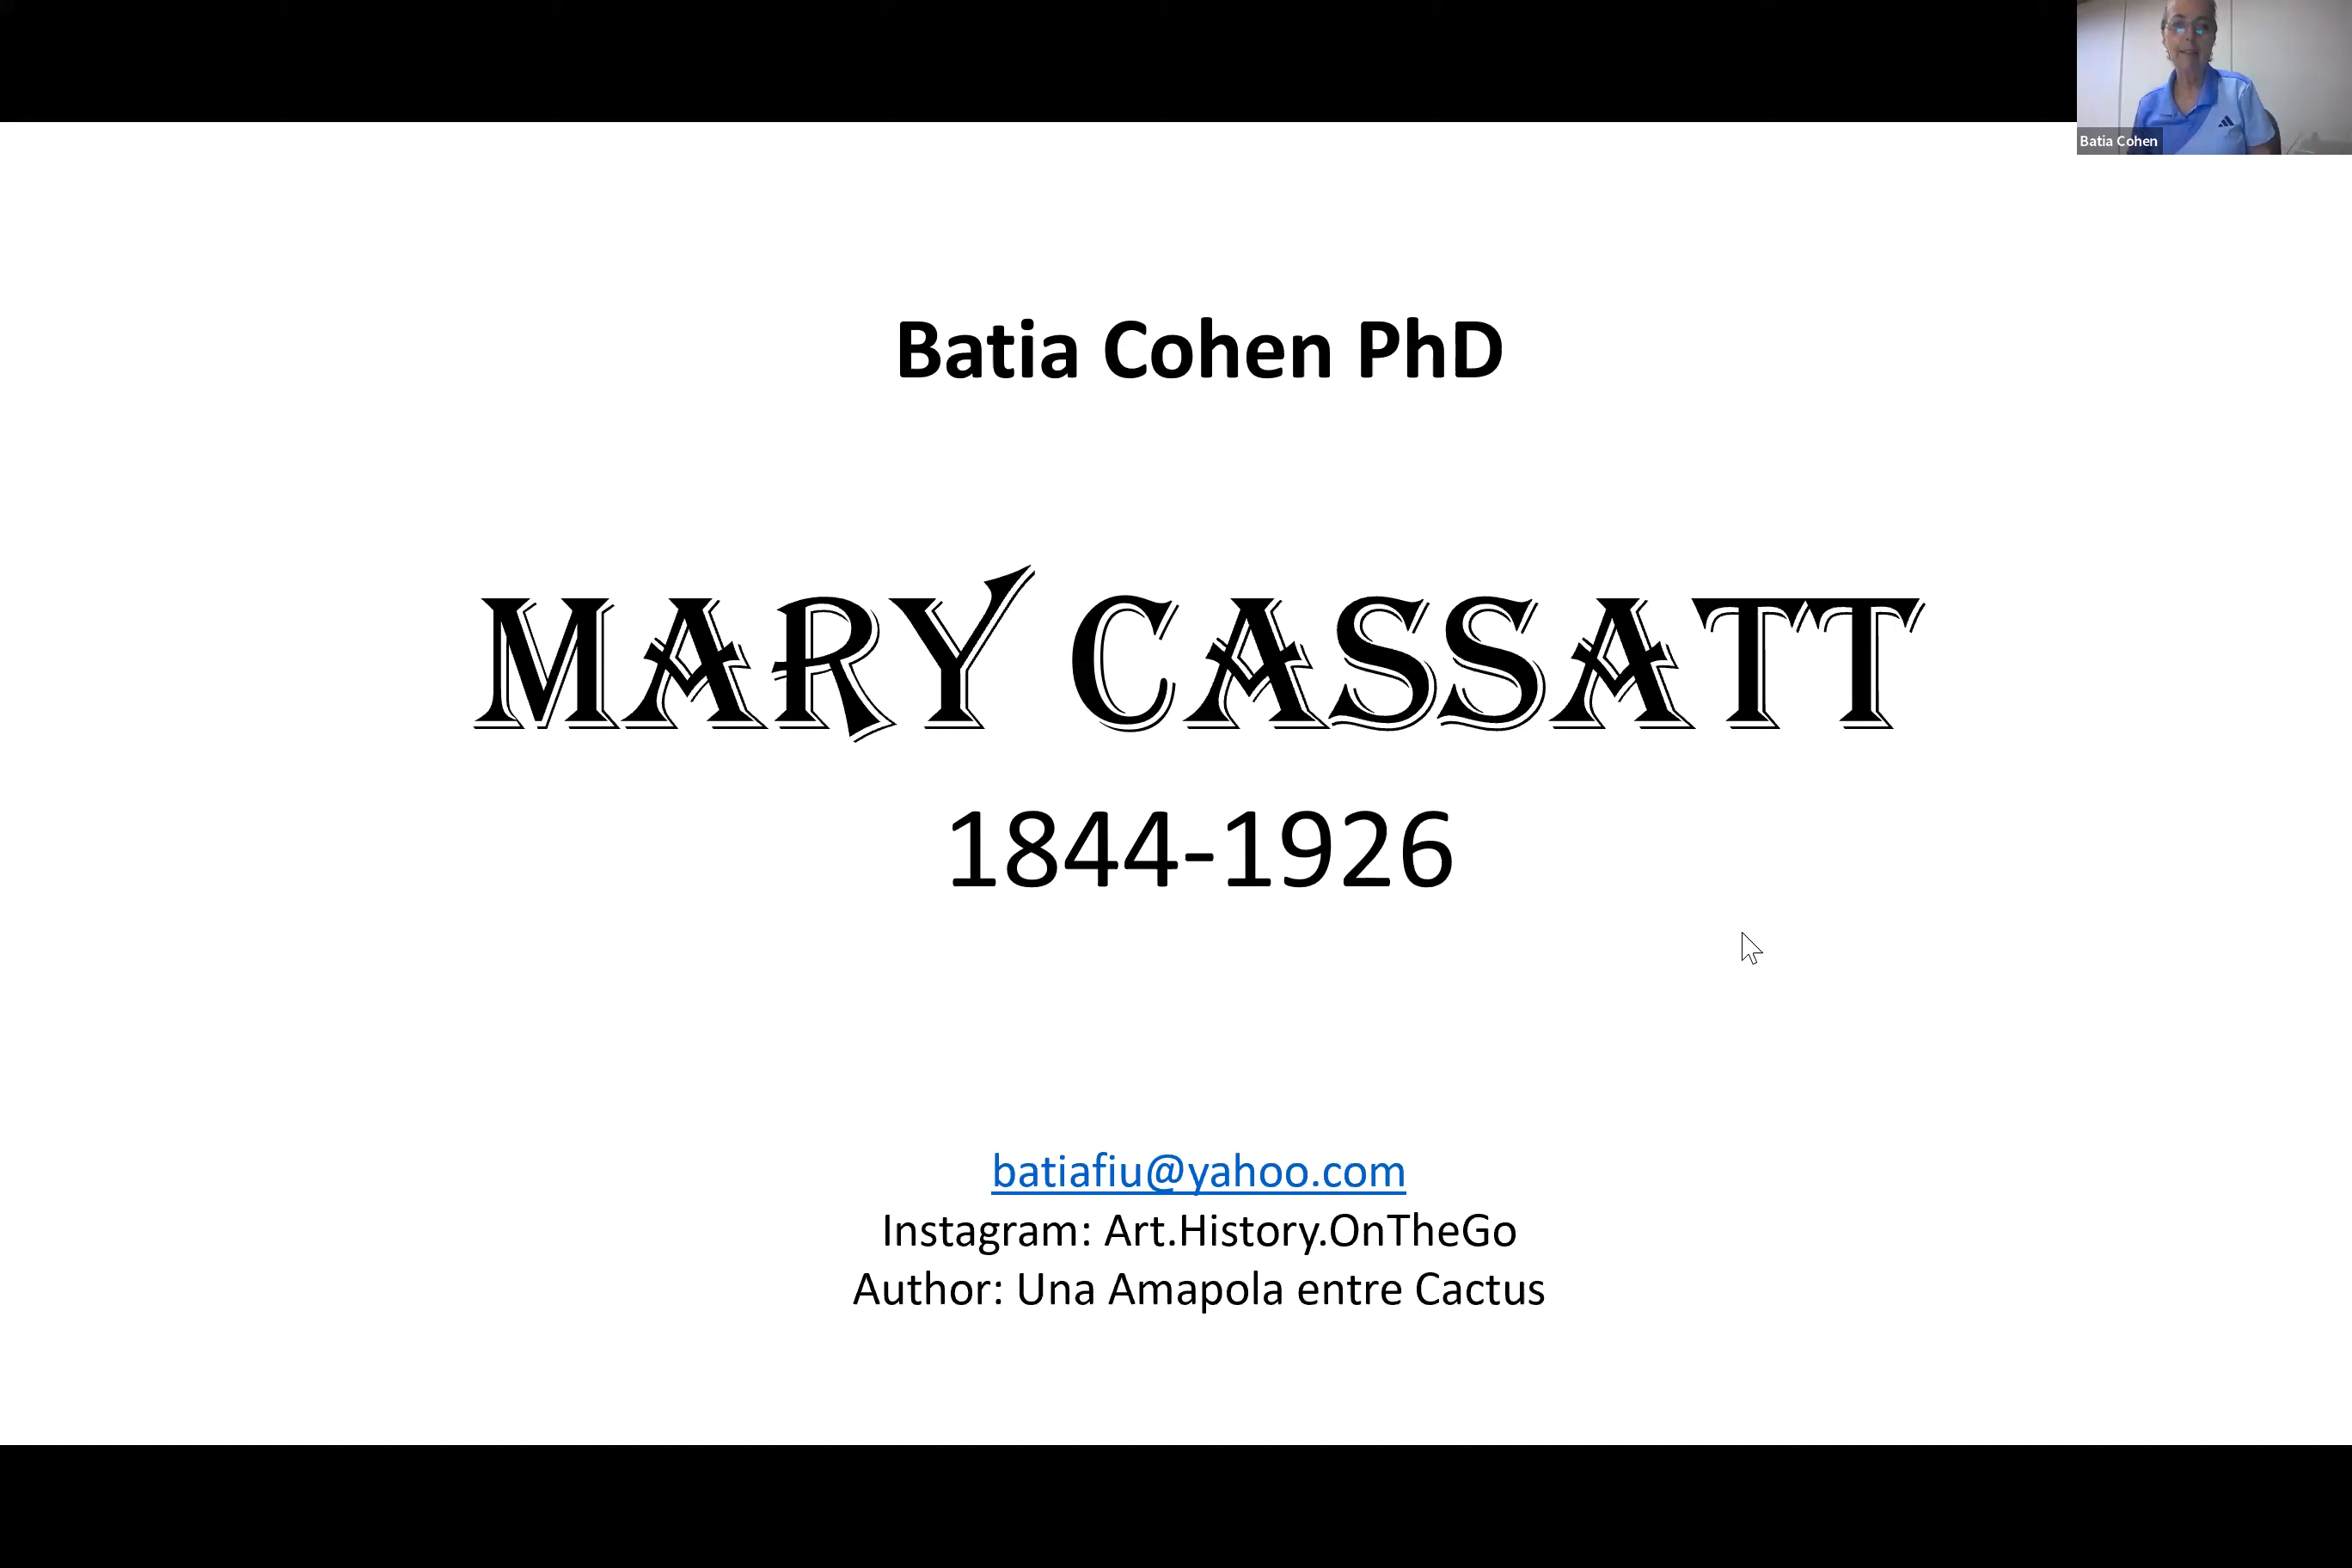 Batia Cohen
Batia Cohen PhD
MARY CASSATT
1844-1926
batiafiu@yahoo.com
Instagram: Art.History.OnTheGo
Author: Una Amapola entre Cactus